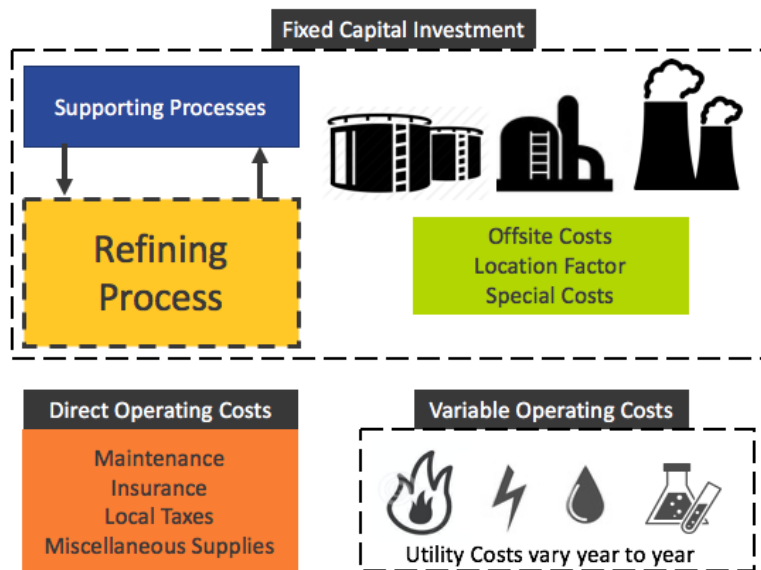 Fixed Capital Investment
Supporting Processes
Refining
Process
Offsite Costs
Location Factor
Special Costs
Direct Operating Costs
Maintenance
Insurance
Local Taxes
Miscellaneous Supplies
Variable Operating Costs
Utility Costs vary year to year